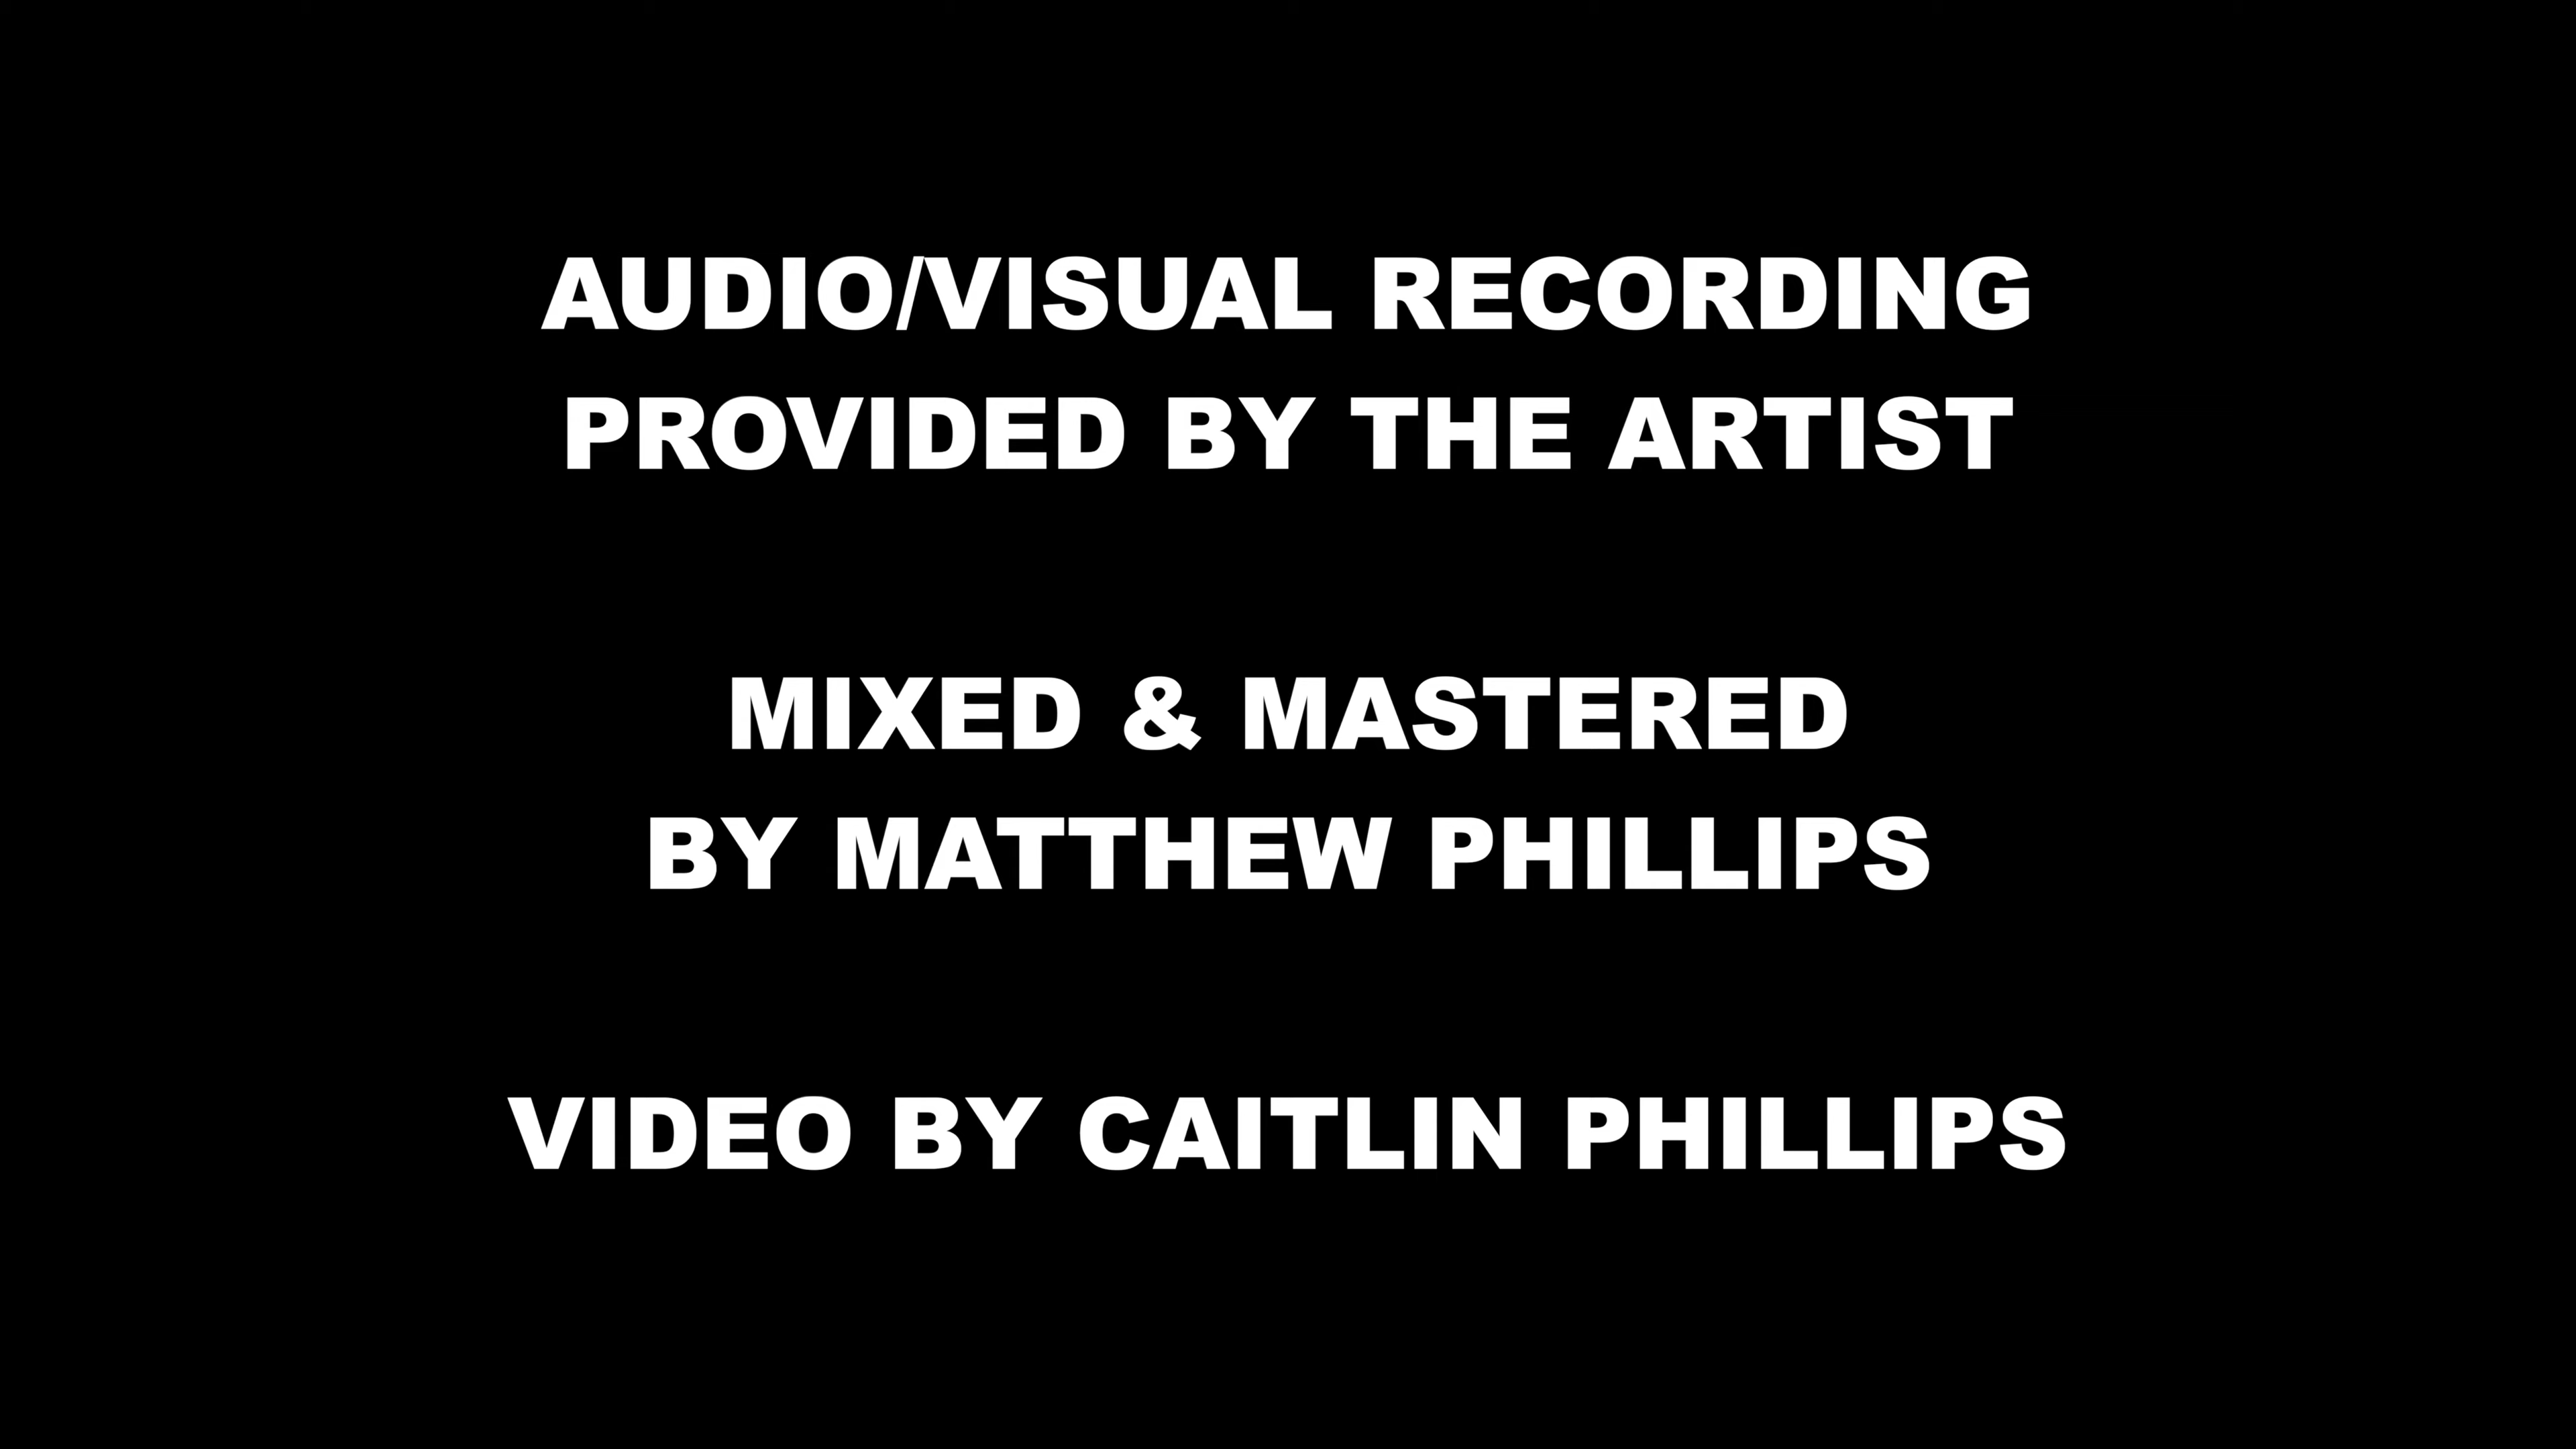 AUDIO/VISUAL RECORDING
PROVIDED BY THE ARTIST
MIXED & MASTERED
BY MATTHEW PHILLIPS
VIDEO BY CAITLIN PHILLIPS